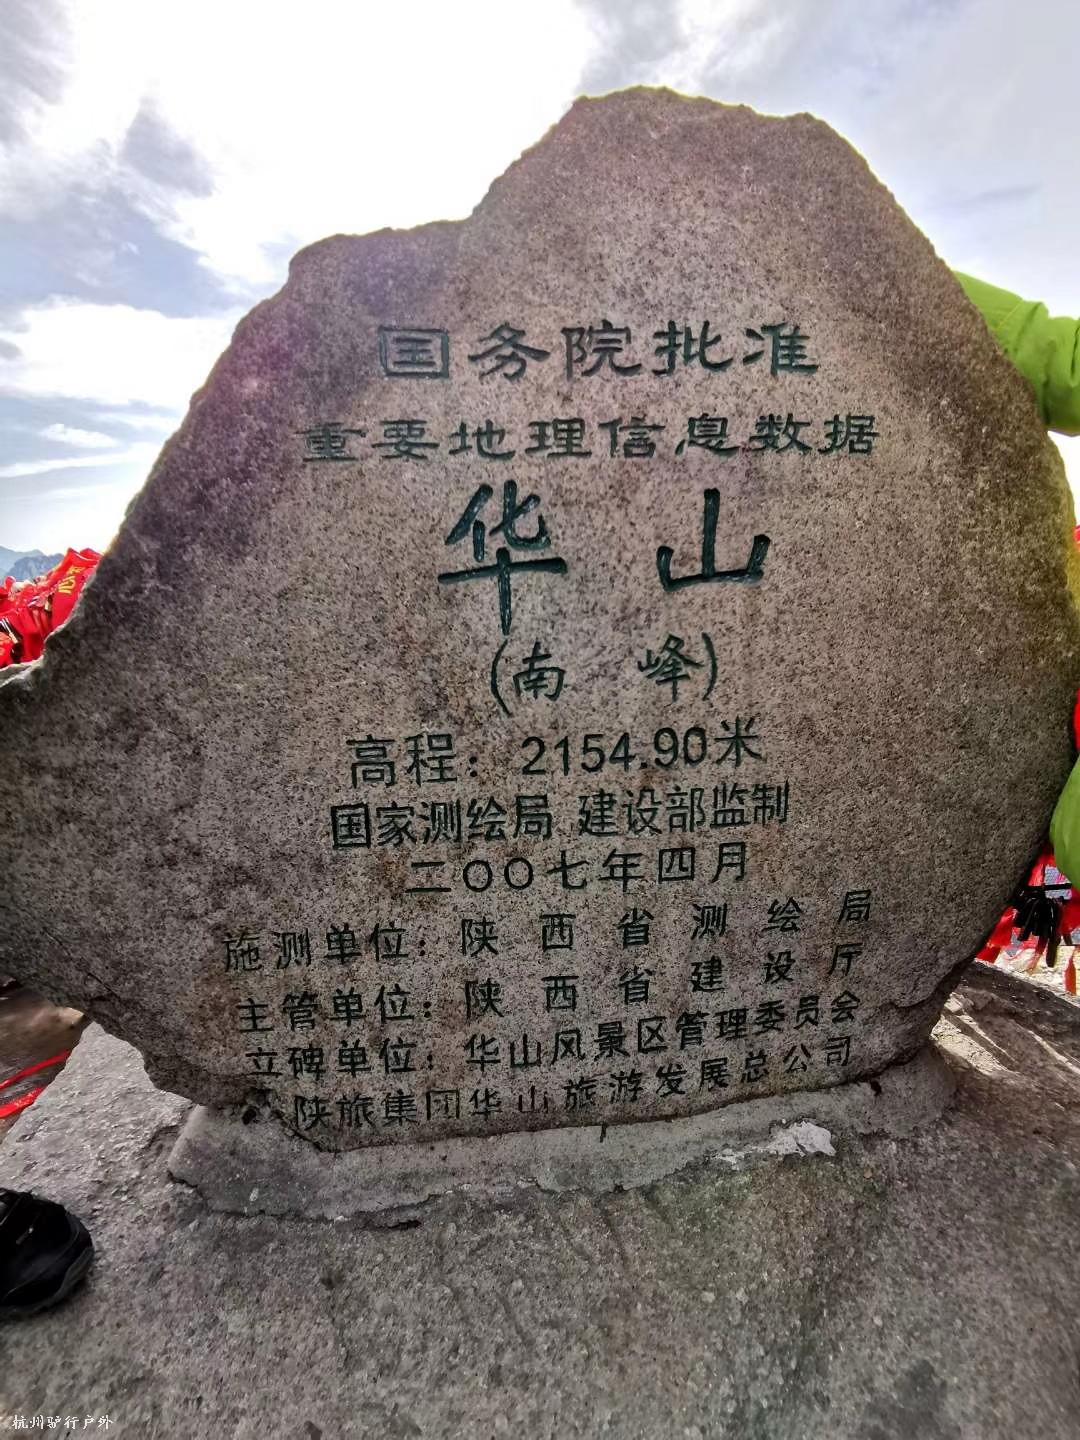 国务院批准
重要地理信息数据
华山
(南峰)
高程：2154.90米
国家测绘局 建设部监制
二〇〇七年四月
施测单位：陕西省测绘局
主管单位：陕西省建设厅
立碑单位：华山风景区管理委员会
陕旅集团华山旅游发展总公司
杭州驴行户外